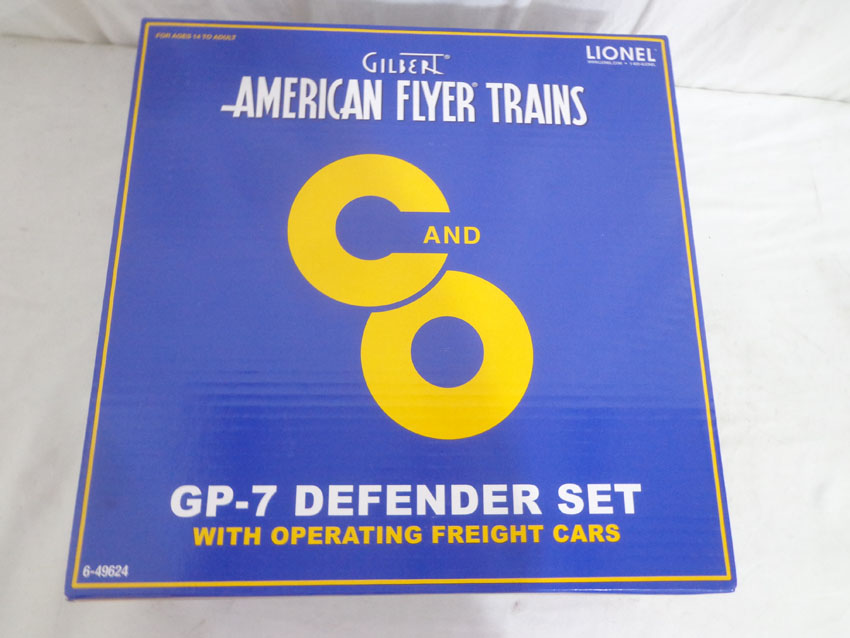 FOR AGES 14 TO ADULT
LIONEL
GILBERT®
AMERICAN FLYER® TRAINS
C
AND
O
GP-7 DEFENDER SET
WITH OPERATING FREIGHT CARS
6-49624